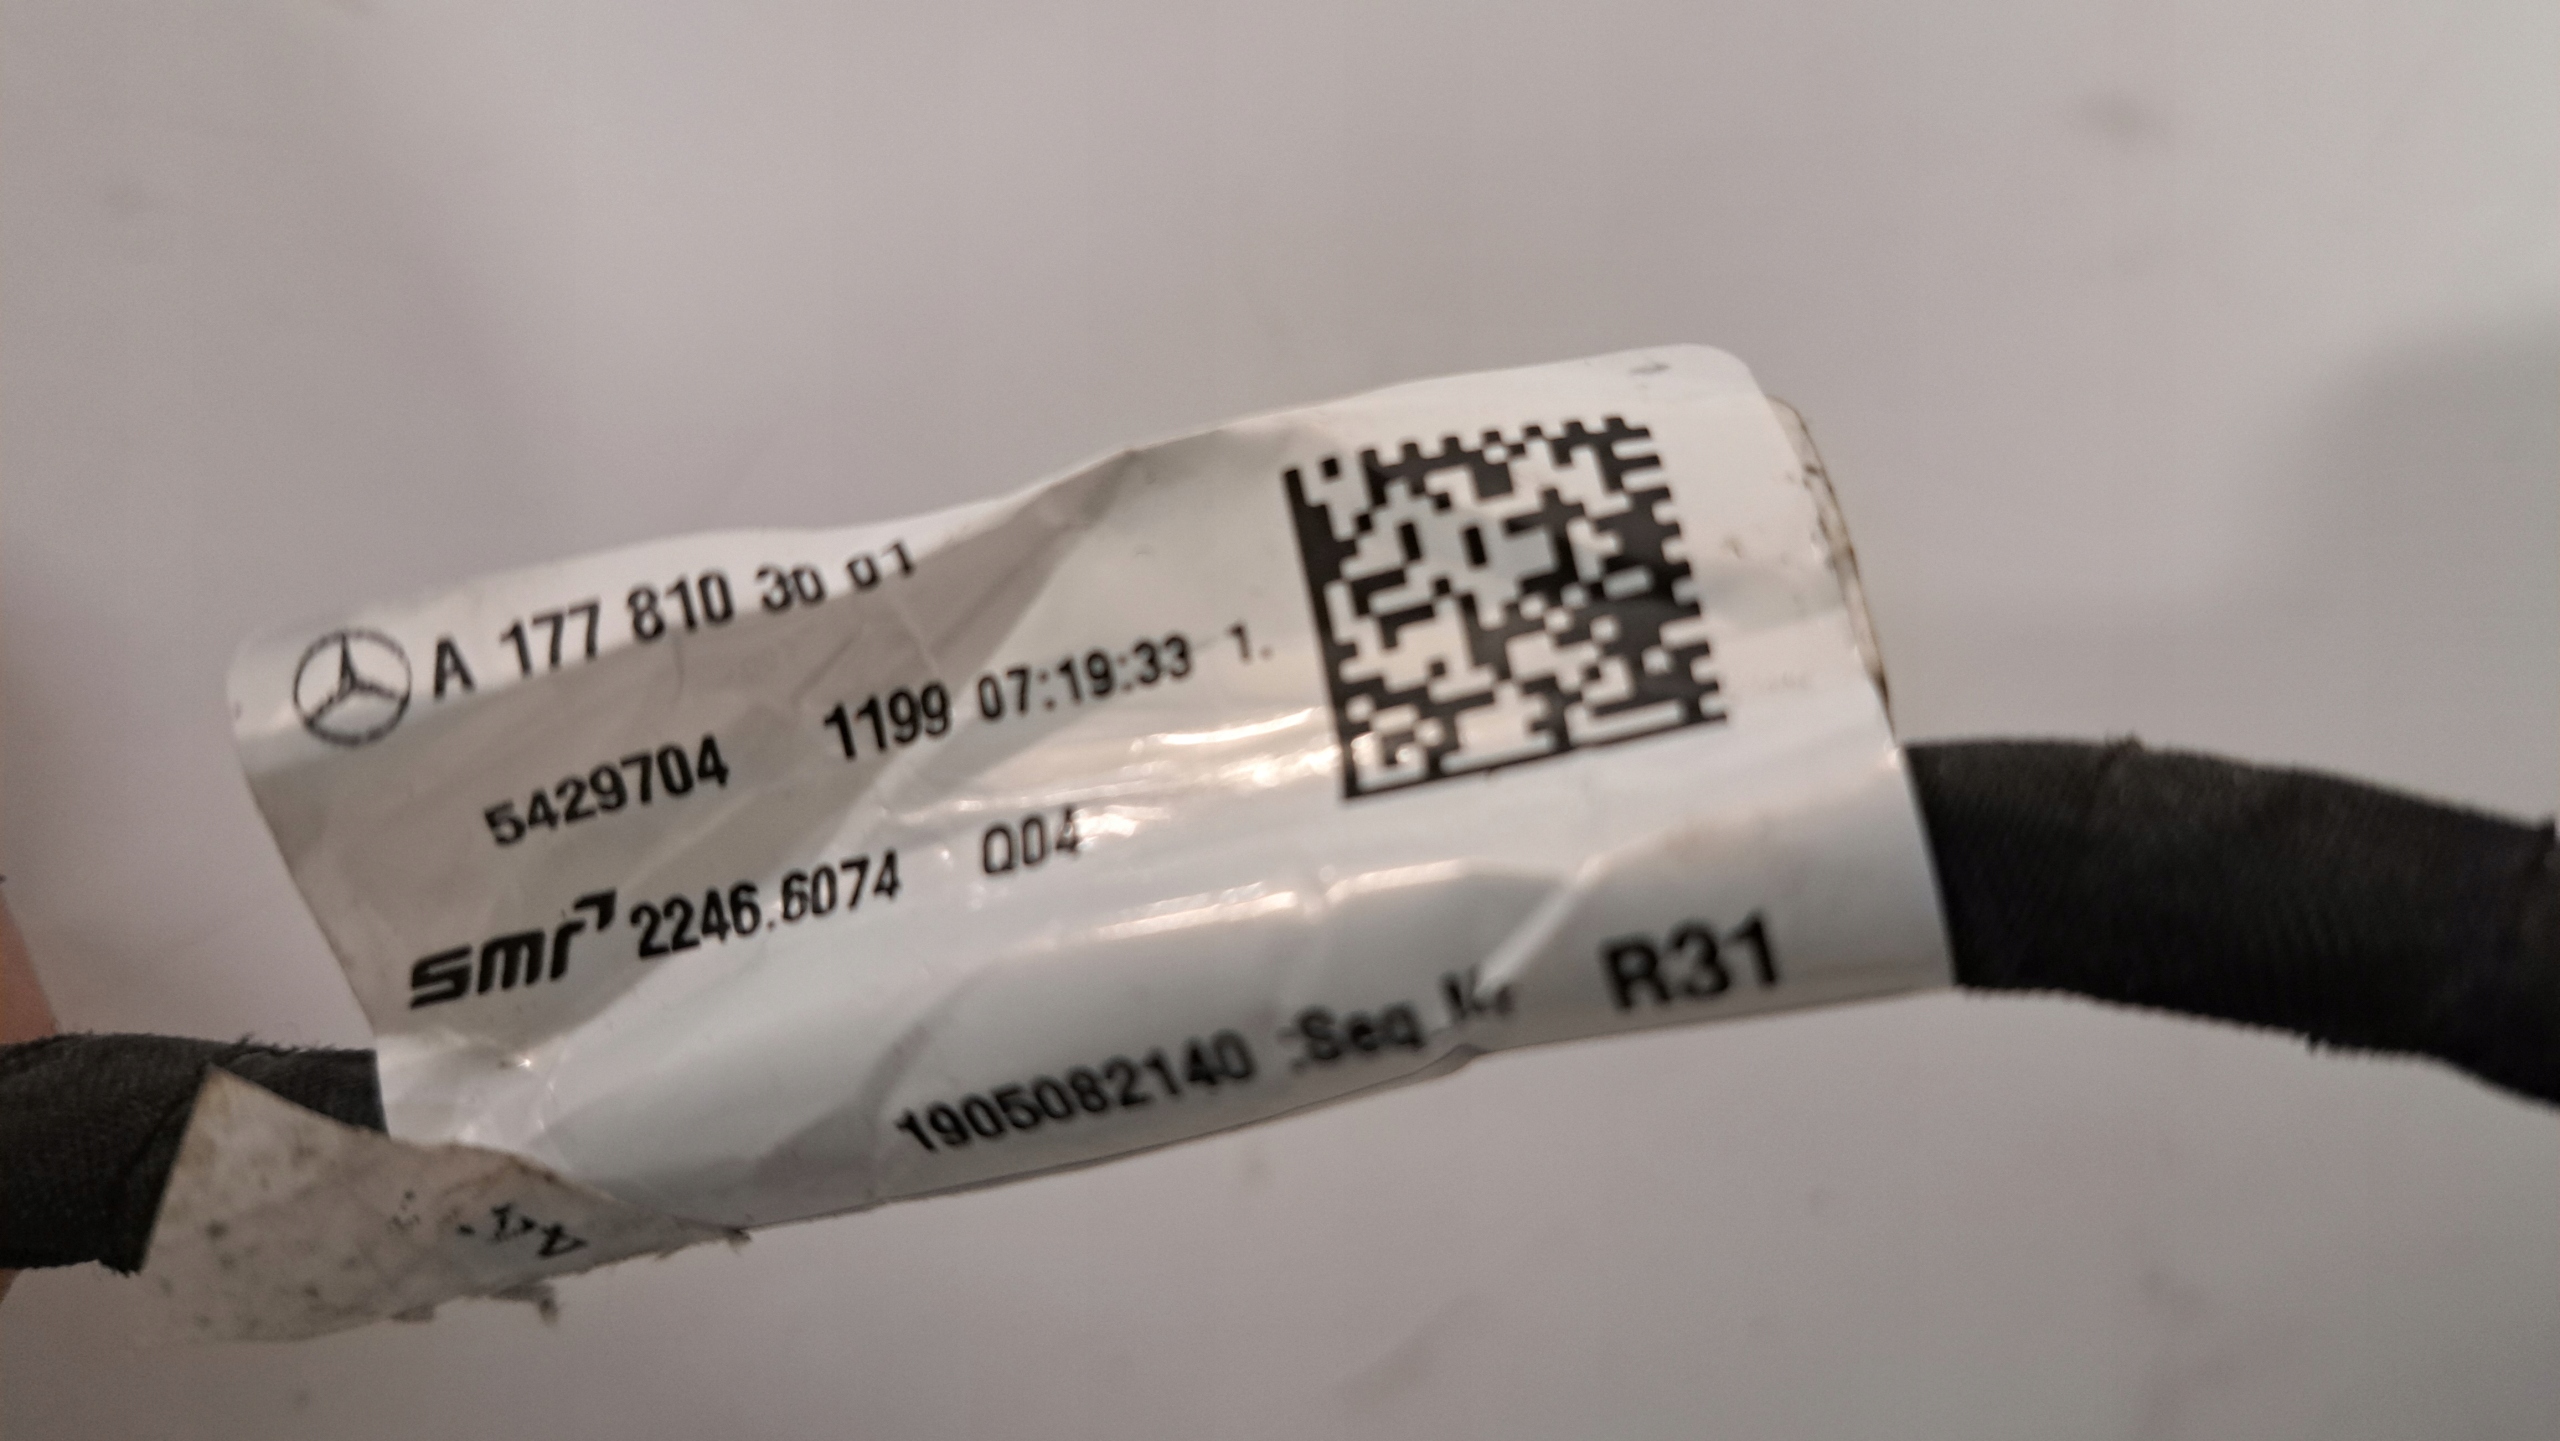 A 177 810 30 01
5429704 1199 07:19:33 1.
smr 2246.6074 Q04
1905082140 :Seq R31